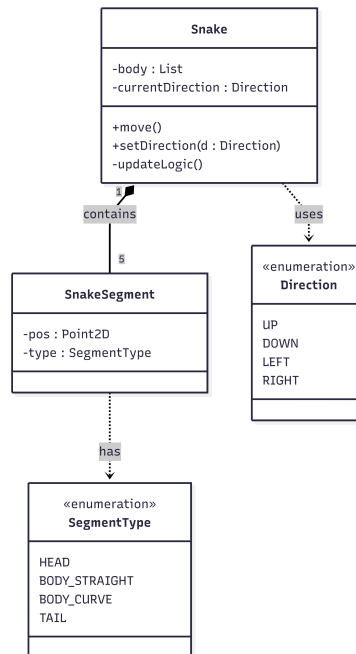 Snake
-body : List
-currentDirection : Direction
+move()
+setDirection(d : Direction)
-updateLogic()
1
contains
uses
5
SnakeSegment
-pos : Point2D
-type : SegmentType
«enumeration»
Direction
UP
DOWN
LEFT
RIGHT
has
«enumeration»
SegmentType
HEAD
BODY_STRAIGHT
BODY_CURVE
TAIL